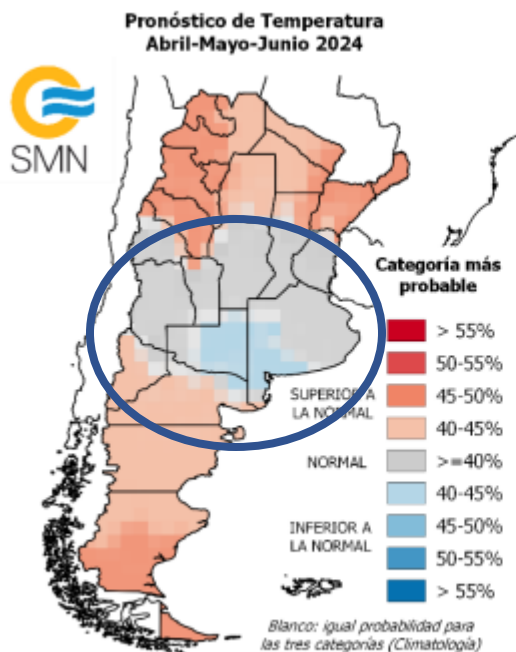 Pronóstico de Temperatura
Abril-Mayo-Junio 2024
SMN
Categoría más
probable
> 55%
50-55%
45-50%
SUPERIOR A
LA NORMAL
40-45%
NORMAL
>=40%
40-45%
INFERIOR A
LA NORMAL
45-50%
50-55%
> 55%
Blanco: igual probabilidad para
las tres categorías (Climatología)